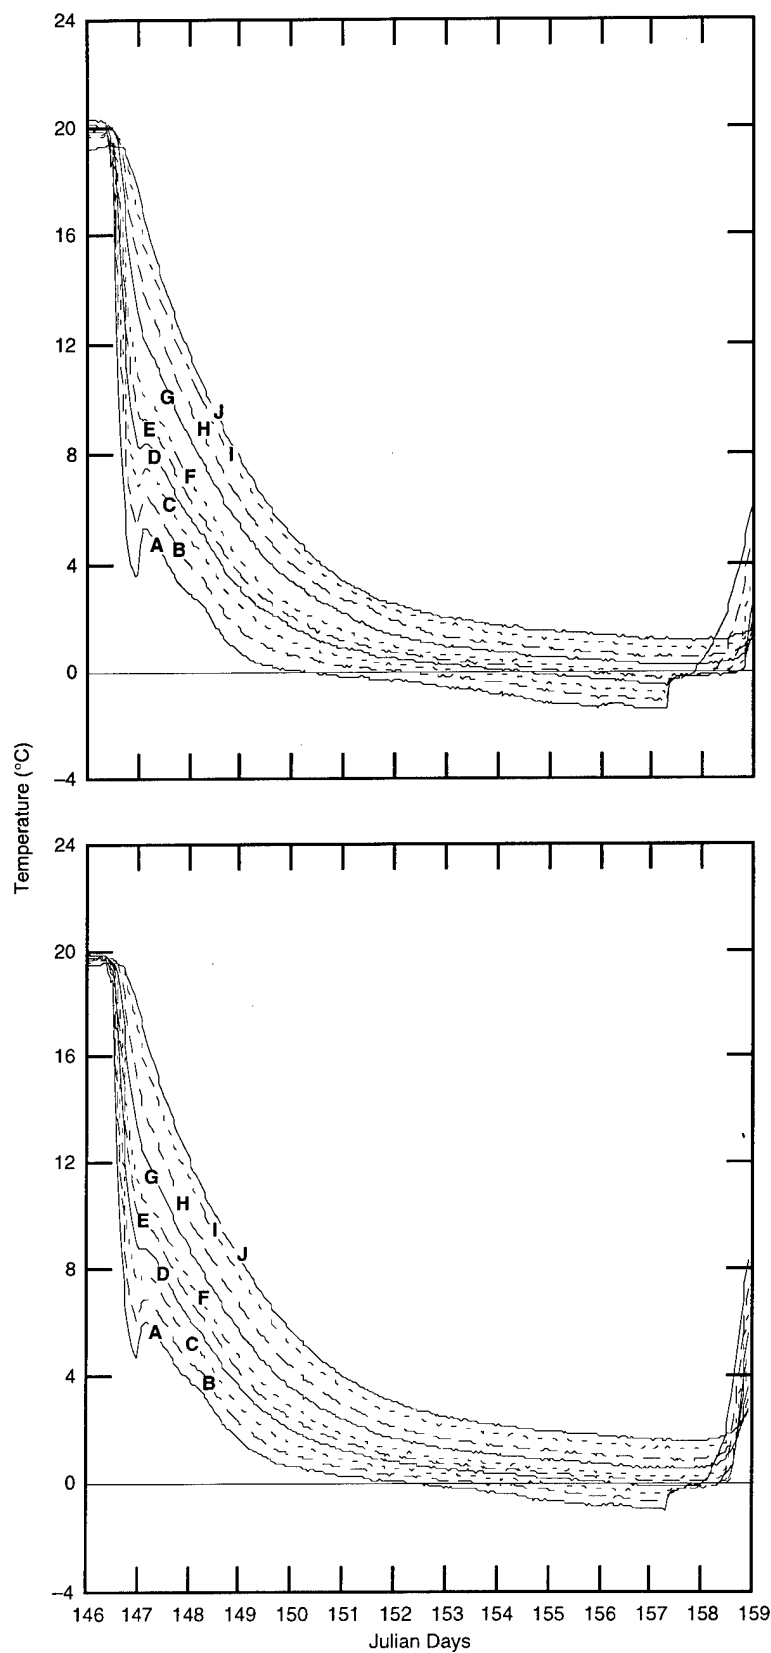 24
20
16
12
8
4
0
−4
G
J
E
H
D
I
F
C
A
B
Temperature (°C)
24
20
16
12
8
4
0
−4
G
H
E
I
J
D
F
A
C
B
146 147 148 149 150 151 152 153 154 155 156 157 158 159
Julian Days